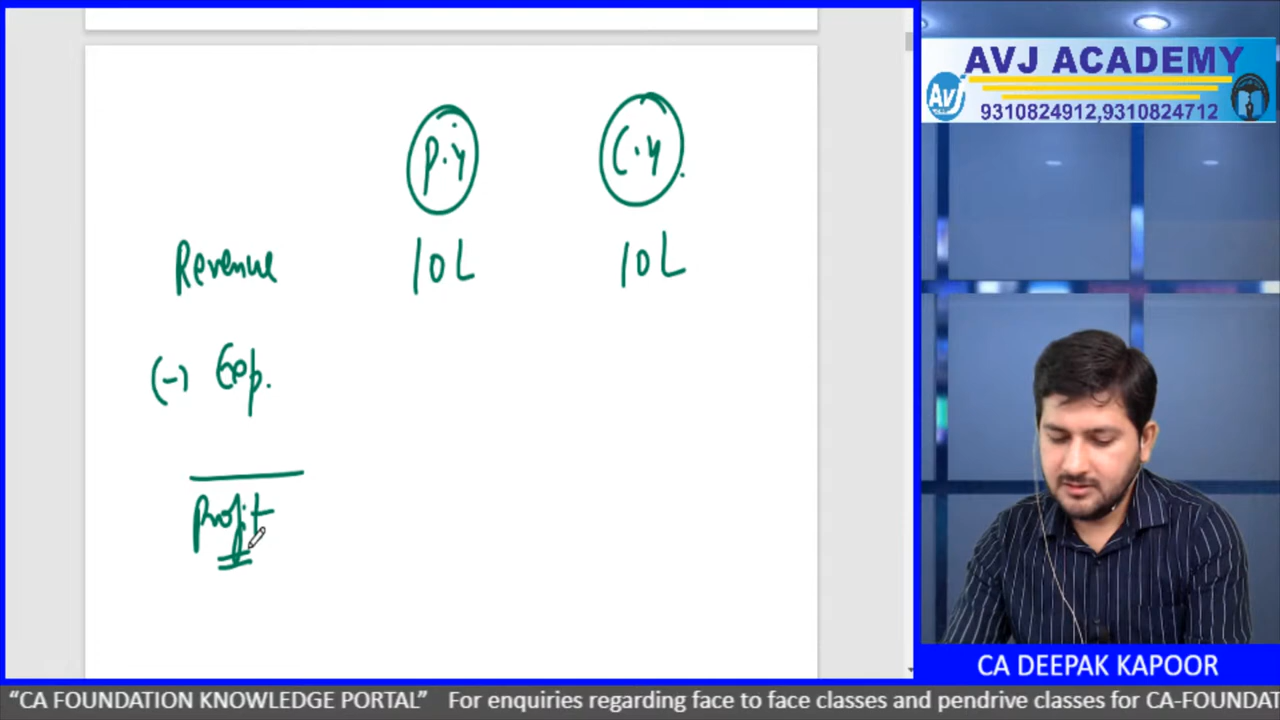 P.Y C.Y
Revenue 10L 10L
(-) Exp.
Profit
AVJ ACADEMY
AVJ
9310824912,9310824712
CA DEEPAK KAPOOR
“CA FOUNDATION KNOWLEDGE PORTAL” For enquiries regarding face to face classes and pendrive classes for CA-FOUNDAT